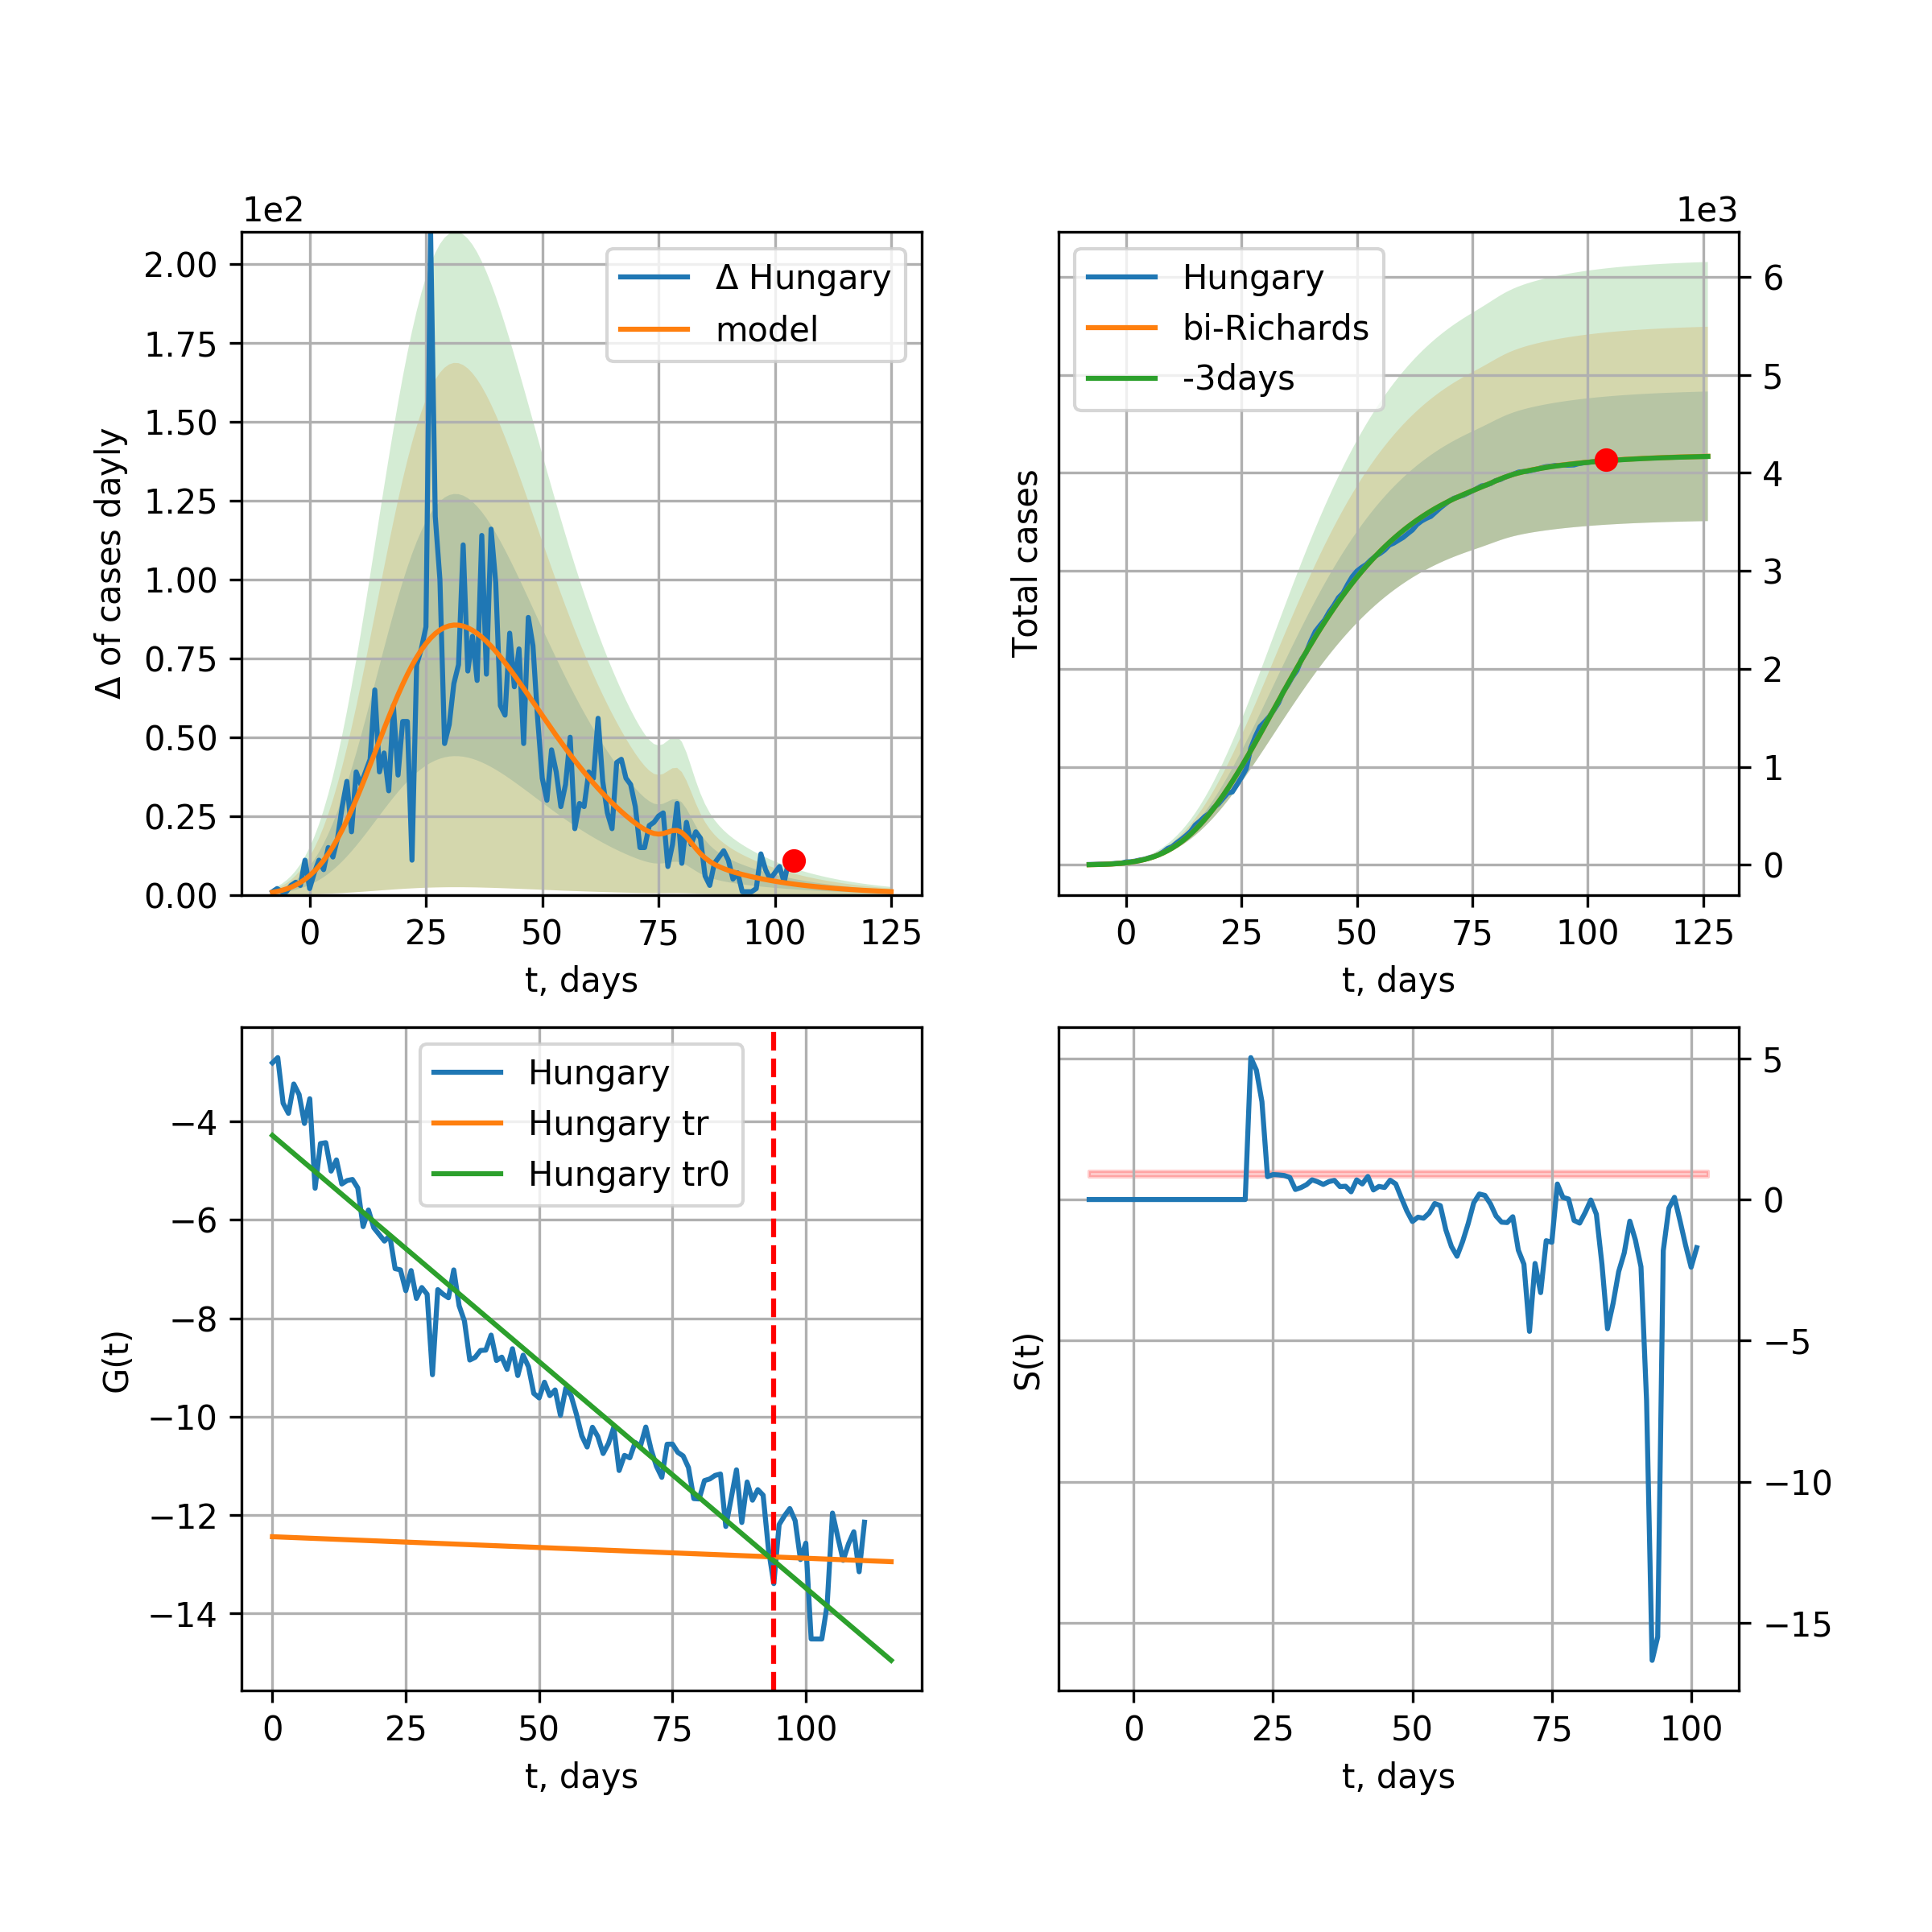 1e2
Δ of cases dayly
2.00
1.75
1.50
1.25
1.00
0.75
0.50
0.25
0.00
0 25 50 75 100 125
t, days
Δ Hungary
model
1e3
Total cases
6
5
4
3
2
1
0
0 25 50 75 100 125
t, days
Hungary
bi-Richards
-3days
G(t)
−4
−6
−8
−10
−12
−14
0 25 50 75 100
t, days
Hungary
Hungary tr
Hungary tr0
S(t)
5
0
−5
−10
−15
0 25 50 75 100
t, days